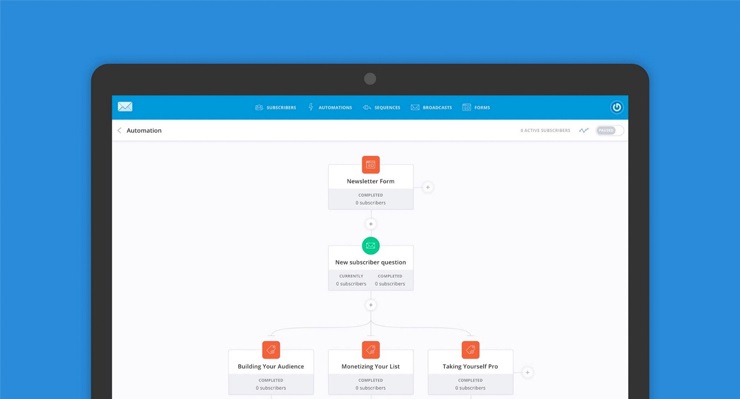 SUBSCRIBERS AUTOMATIONS SEQUENCES BROADCASTS FORMS
Automation
0 ACTIVE SUBSCRIBERS
Newsletter Form
COMPLETED
0 subscribers
New subscriber question
CURRENTLY COMPLETED
0 subscribers 0 subscribers
Building Your Audience Monetizing Your List Taking Yourself Pro
COMPLETED COMPLETED COMPLETED
0 subscribers 0 subscribers 0 subscribers